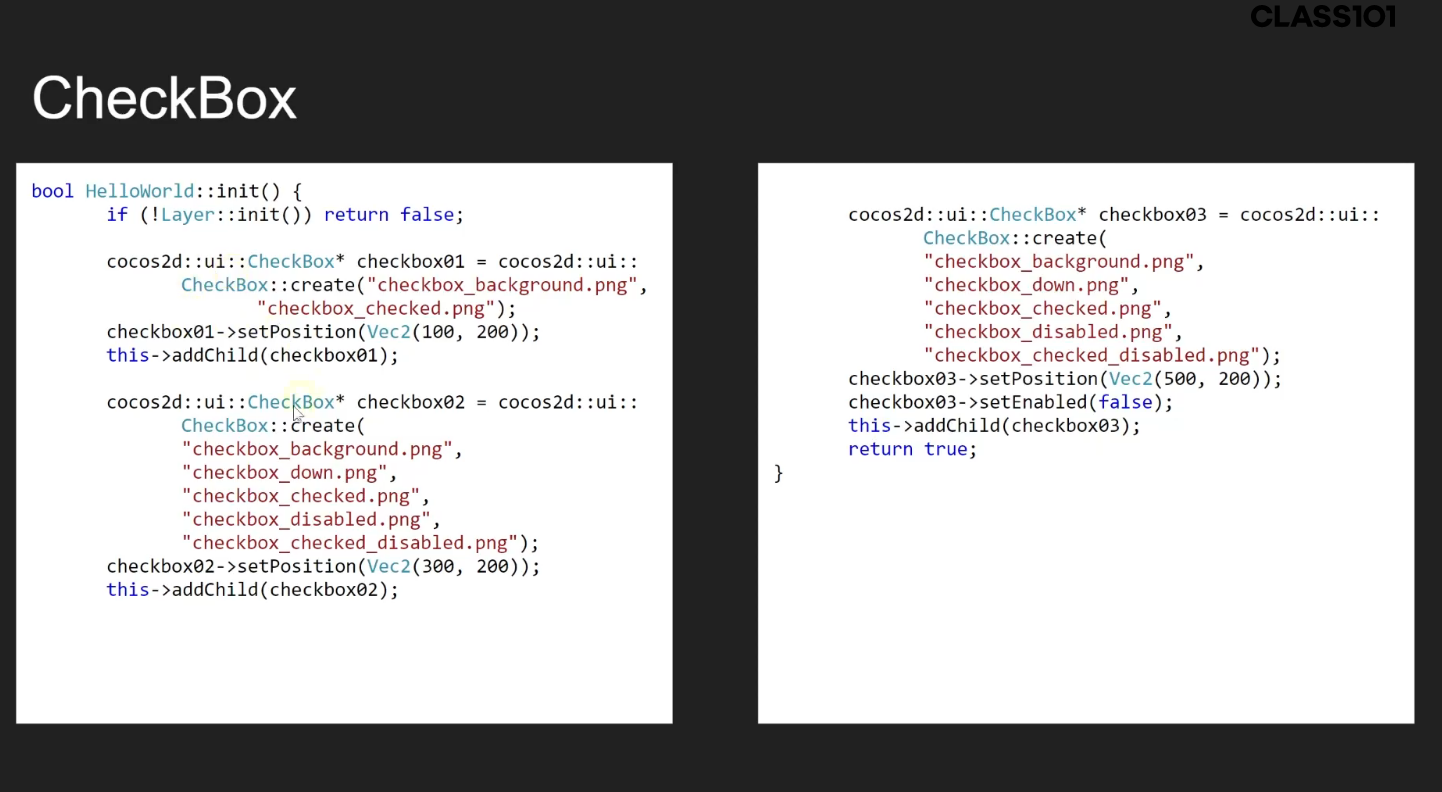 CLASS101
CheckBox
bool HelloWorld::init() {
if (!Layer::init()) return false;
cocos2d::ui::CheckBox* checkbox01 = cocos2d::ui::
CheckBox::create("checkbox_background.png",
"checkbox_checked.png");
checkbox01->setPosition(Vec2(100, 200));
this->addChild(checkbox01);
cocos2d::ui::CheckBox* checkbox02 = cocos2d::ui::
CheckBox::create(
"checkbox_background.png",
"checkbox_down.png",
"checkbox_checked.png",
"checkbox_disabled.png",
"checkbox_checked_disabled.png");
checkbox02->setPosition(Vec2(300, 200));
this->addChild(checkbox02);
cocos2d::ui::CheckBox* checkbox03 = cocos2d::ui::
CheckBox::create(
"checkbox_background.png",
"checkbox_down.png",
"checkbox_checked.png",
"checkbox_disabled.png",
"checkbox_checked_disabled.png");
checkbox03->setPosition(Vec2(500, 200));
checkbox03->setEnabled(false);
this->addChild(checkbox03);
return true;
}